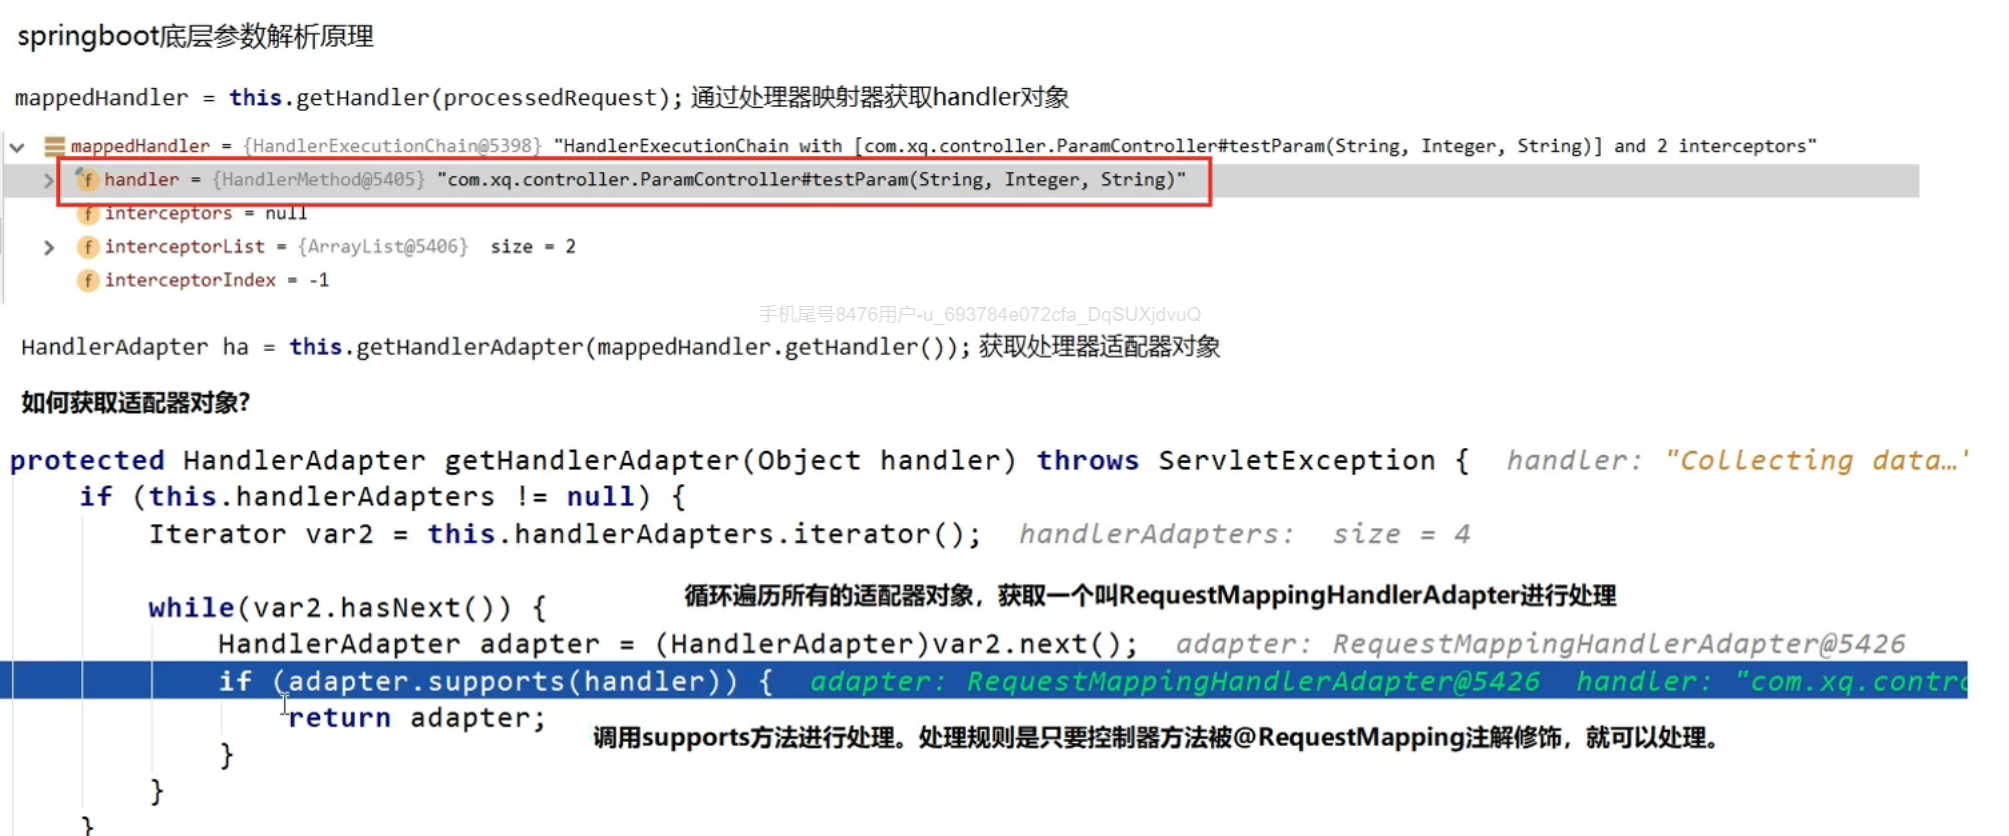 springboot底层参数解析原理
mappedHandler = this.getHandler(processedRequest); 通过处理器映射器获取handler对象
mappedHandler = {HandlerExecutionChain@5398} "HandlerExecutionChain with [com.xq.controller.ParamController#testParam(String, Integer, String)] and 2 interceptors"
f handler = {HandlerMethod@5405} "com.xq.controller.ParamController#testParam(String, Integer, String)"
f interceptors = null
f interceptorList = {ArrayList@5406} size = 2
f interceptorIndex = -1
手机尾号8476用户-u_693784e072cfa_DqSUXjdvuQ
HandlerAdapter ha = this.getHandlerAdapter(mappedHandler.getHandler()); 获取处理器适配器对象
如何获取适配器对象?
protected HandlerAdapter getHandlerAdapter(Object handler) throws ServletException { handler: "Collecting data…"
if (this.handlerAdapters != null) {
Iterator var2 = this.handlerAdapters.iterator(); handlerAdapters: size = 4
循环遍历所有的适配器对象，获取一个叫RequestMappingHandlerAdapter进行处理
while(var2.hasNext()) {
HandlerAdapter adapter = (HandlerAdapter)var2.next(); adapter: RequestMappingHandlerAdapter@5426
if (adapter.supports(handler)) { adapter: RequestMappingHandlerAdapter@5426 handler: "com.xq.contro
return adapter;
调用supports方法进行处理。处理规则是只要控制器方法被@RequestMapping注解修饰，就可以处理。
}
}
}